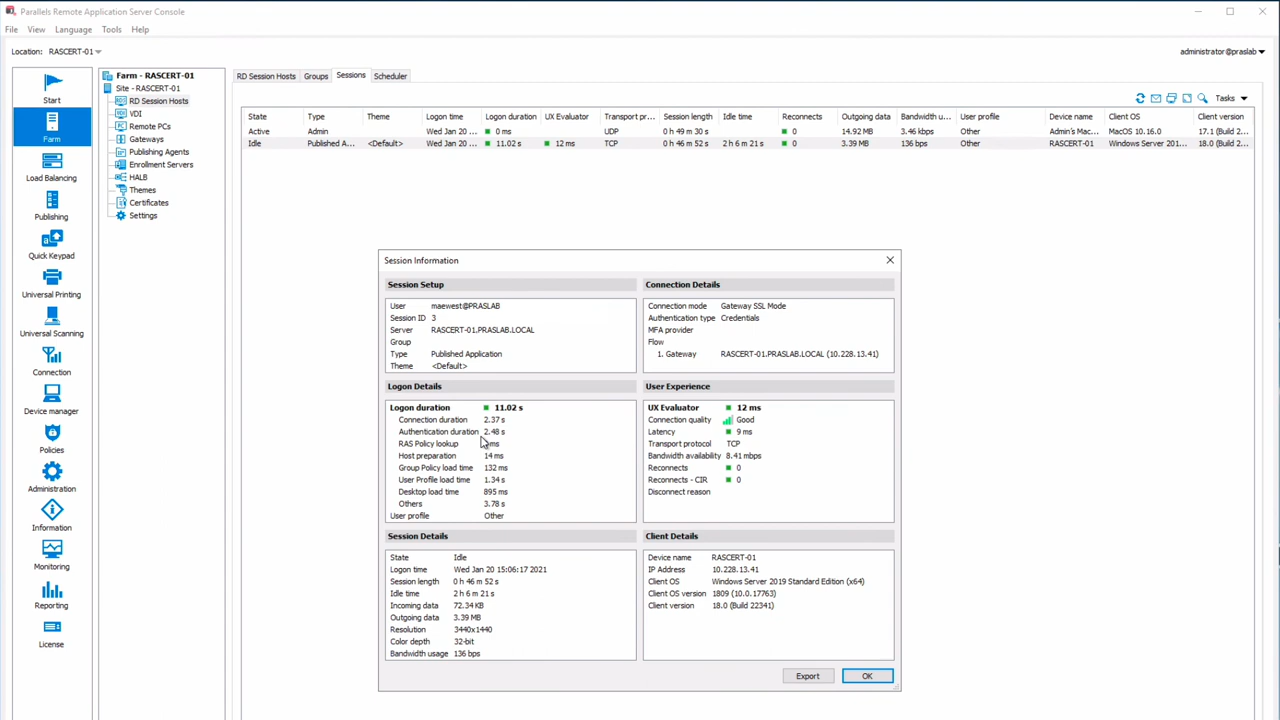 Parallels Remote Application Server Console
File View Language Tools Help
Location: RASCERT-01
administrator@praslab
Start
Farm
Load Balancing
Publishing
Quick Keypad
Universal Printing
Universal Scanning
Connection
Device manager
Policies
Administration
Information
Monitoring
Reporting
License
Farm - RASCERT-01
Site - RASCERT-01
RD Session Hosts
VDI
Remote PCs
Gateways
Publishing Agents
Enrollment Servers
HALB
Themes
Certificates
Settings
RD Session Hosts Groups Sessions Scheduler
Tasks
State Type Theme Logon time Logon duration UX Evaluator Transport pr... Session length Idle time Reconnects Outgoing data Bandwidth u... User profile Device name Client OS Client version
Active Admin Wed Jan 20 ... 0 ms UDP 0 h 49 m 30 s 0 14.92 MB 3.46 kbps Other Admin's Mac... MacOS 10.16.0 17.1 (Build 2...
Idle Published A... <Default> Wed Jan 20 ... 11.02 s 12 ms TCP 0 h 46 m 52 s 2 h 6 m 21 s 0 3.39 MB 136 bps Other RASCERT-01 Windows Server 201... 18.0 (Build 2...
Session Information
Session Setup
User maewest@PRASLAB
Session ID 3
Server RASCERT-01.PRASLAB.LOCAL
Group
Type Published Application
Theme <Default>
Connection Details
Connection mode Gateway SSL Mode
Authentication type Credentials
MFA provider
Flow
1. Gateway RASCERT-01.PRASLAB.LOCAL (10.228.13.41)
Logon Details
Logon duration 11.02 s
Connection duration 2.37 s
Authentication duration 2.48 s
RAS Policy lookup ms
Host preparation 14 ms
Group Policy load time 132 ms
User Profile load time 1.34 s
Desktop load time 895 ms
Others 3.78 s
User profile Other
User Experience
UX Evaluator 12 ms
Connection quality Good
Latency 9 ms
Transport protocol TCP
Bandwidth availability 8.41 mbps
Reconnects 0
Reconnects - CIR 0
Disconnect reason
Session Details
State Idle
Logon time Wed Jan 20 15:06:17 2021
Session length 0 h 46 m 52 s
Idle time 2 h 6 m 21 s
Incoming data 72.34 KB
Outgoing data 3.39 MB
Resolution 3440x1440
Color depth 32-bit
Bandwidth usage 136 bps
Client Details
Device name RASCERT-01
IP Address 10.228.13.41
Client OS Windows Server 2019 Standard Edition (x64)
Client OS version 1809 (10.0.17763)
Client version 18.0 (Build 22341)
Export OK